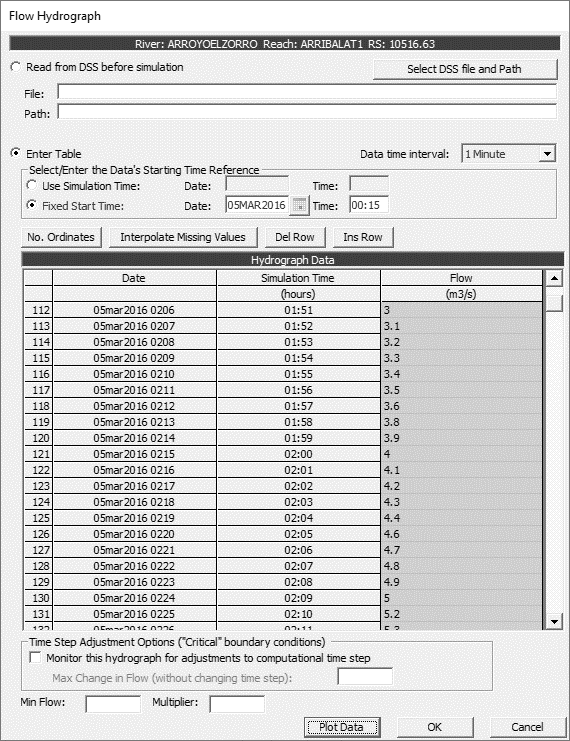 Flow Hydrograph
River: ARROYOELZORRO Reach: ARRIBALAT1 RS: 10516.63
Read from DSS before simulation
Select DSS file and Path
File:
Path:
Enter Table
Data time interval: 1 Minute
Select/Enter the Data's Starting Time Reference
Use Simulation Time: Date: Time:
Fixed Start Time: Date: 05MAR2016 Time: 00:15
No. Ordinates Interpolate Missing Values Del Row Ins Row
Hydrograph Data
Date Simulation Time Flow
(hours) (m3/s)
112 05mar2016 0206 01:51 3
113 05mar2016 0207 01:52 3.1
114 05mar2016 0208 01:53 3.2
115 05mar2016 0209 01:54 3.3
116 05mar2016 0210 01:55 3.4
117 05mar2016 0211 01:56 3.5
118 05mar2016 0212 01:57 3.6
119 05mar2016 0213 01:58 3.8
120 05mar2016 0214 01:59 3.9
121 05mar2016 0215 02:00 4
122 05mar2016 0216 02:01 4.1
123 05mar2016 0217 02:02 4.2
124 05mar2016 0218 02:03 4.3
125 05mar2016 0219 02:04 4.4
126 05mar2016 0220 02:05 4.6
127 05mar2016 0221 02:06 4.7
128 05mar2016 0222 02:07 4.8
129 05mar2016 0223 02:08 4.9
130 05mar2016 0224 02:09 5
131 05mar2016 0225 02:10 5.2
132 05mar2016 0226 02:11 5.3
Time Step Adjustment Options ("Critical" boundary conditions)
Monitor this hydrograph for adjustments to computational time step
Max Change in Flow (without changing time step):
Min Flow: Multiplier:
Plot Data OK Cancel